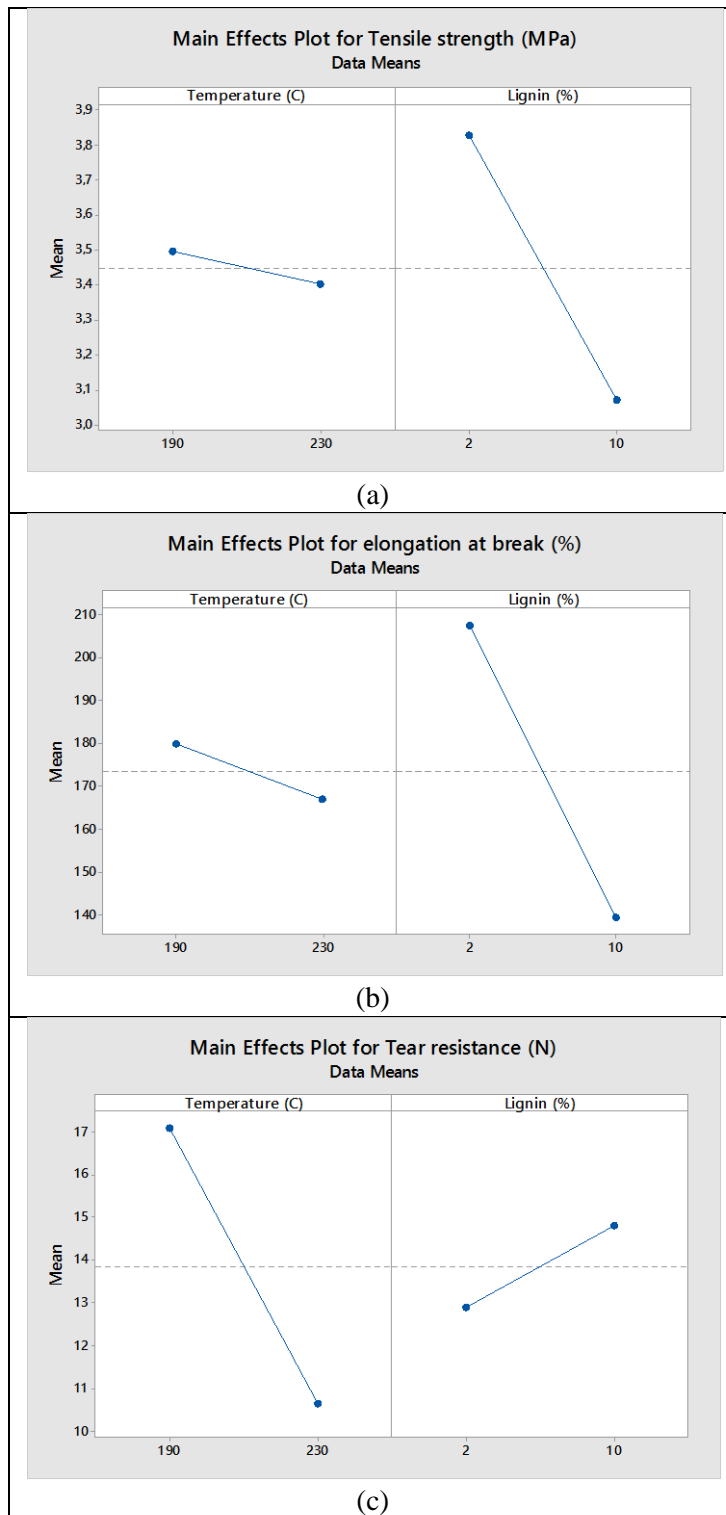 Main Effects Plot for Tensile strength (MPa)
Data Means
Temperature (C) Lignin (%)
3,9
3,8
3,7
3,6
3,5
3,4
3,3
3,2
3,1
3,0
Mean
190 230 2 10
(a)
Main Effects Plot for elongation at break (%)
Data Means
Temperature (C) Lignin (%)
210
200
190
180
170
160
150
140
Mean
190 230 2 10
(b)
Main Effects Plot for Tear resistance (N)
Data Means
Temperature (C) Lignin (%)
17
16
15
14
13
12
11
10
Mean
190 230 2 10
(c)